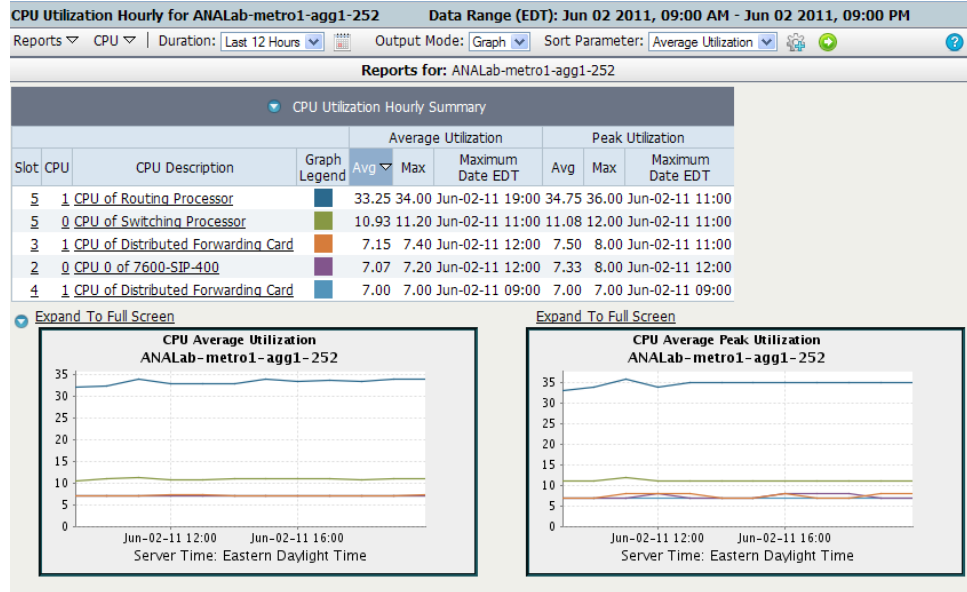 CPU Utilization Hourly for ANALab-metro1-agg1-252 Data Range (EDT): Jun 02 2011, 09:00 AM - Jun 02 2011, 09:00 PM
Reports CPU | Duration: Last 12 Hours Output Mode: Graph Sort Parameter: Average Utilization ?
Reports for: ANALab-metro1-agg1-252
CPU Utilization Hourly Summary
Average Utilization Peak Utilization
Slot CPU CPU Description Graph Legend Avg Max Maximum Date EDT Avg Max Maximum Date EDT
5 1 CPU of Routing Processor 33.25 34.00 Jun-02-11 19:00 34.75 36.00 Jun-02-11 11:00
5 0 CPU of Switching Processor 10.93 11.20 Jun-02-11 11:00 11.08 12.00 Jun-02-11 11:00
3 1 CPU of Distributed Forwarding Card 7.15 7.40 Jun-02-11 12:00 7.50 8.00 Jun-02-11 11:00
2 0 CPU 0 of 7600-SIP-400 7.07 7.20 Jun-02-11 12:00 7.33 8.00 Jun-02-11 12:00
4 1 CPU of Distributed Forwarding Card 7.00 7.00 Jun-02-11 09:00 7.00 7.00 Jun-02-11 09:00
Expand To Full Screen
CPU Average Utilization
ANALab-metro1-agg1-252
35
30
25
20
15
10
5
0
Jun-02-11 12:00 Jun-02-11 16:00
Server Time: Eastern Daylight Time
Expand To Full Screen
CPU Average Peak Utilization
ANALab-metro1-agg1-252
35
30
25
20
15
10
5
0
Jun-02-11 12:00 Jun-02-11 16:00
Server Time: Eastern Daylight Time